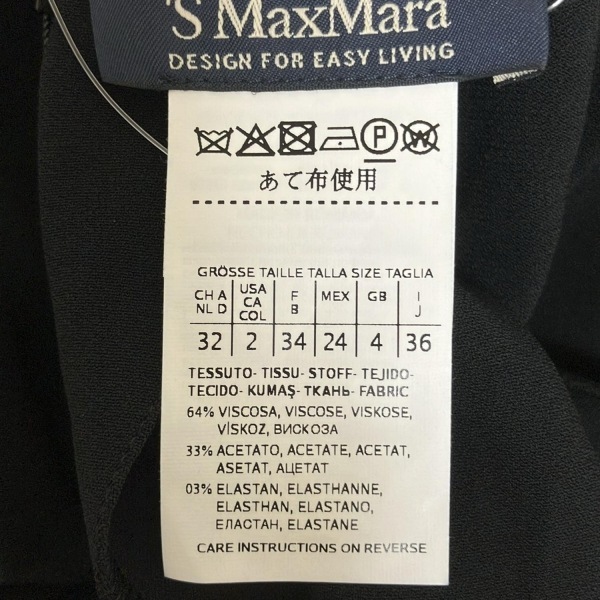 'S MaxMara
DESIGN FOR EASY LIVING
P W
あて布使用
GRÖSSE TAILLE TALLA SIZE TAGLIA
CH A NL D USA CA COL F B MEX GB I J
32 2 34 24 4 36
TESSUTO- TISSU- STOFF- TEJIDO-
TECIDO- KUMAŞ- ТКАНЬ- FABRIC
64% VISCOSA, VISCOSE, VISKOSE,
VİSKOZ, ВИСКОЗА
33% ACETATO, ACETATE, ACETAT,
ASETAT, АЦЕТАТ
03% ELASTAN, ELASTHANNE,
ELASTHAN, ELASTANO,
ЕЛАСТАН, ELASTANE
CARE INSTRUCTIONS ON REVERSE